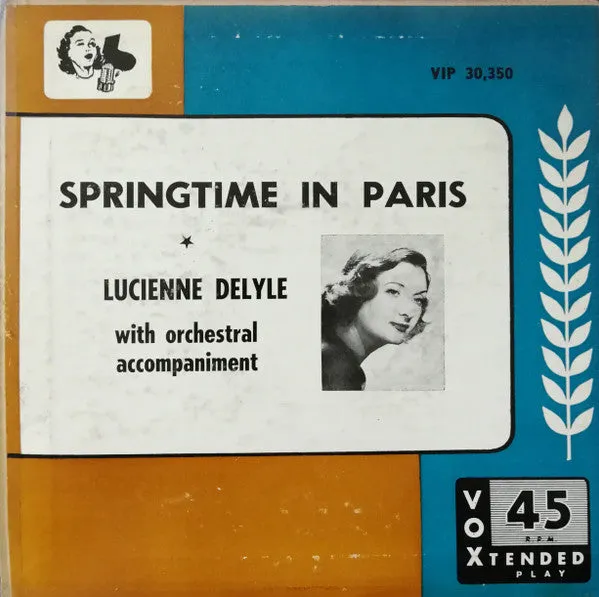 VIP 30,350
SPRINGTIME IN PARIS
LUCIENNE DELYLE
with orchestral
accompaniment
VOX
45
R.P.M.
XTENDED
PLAY